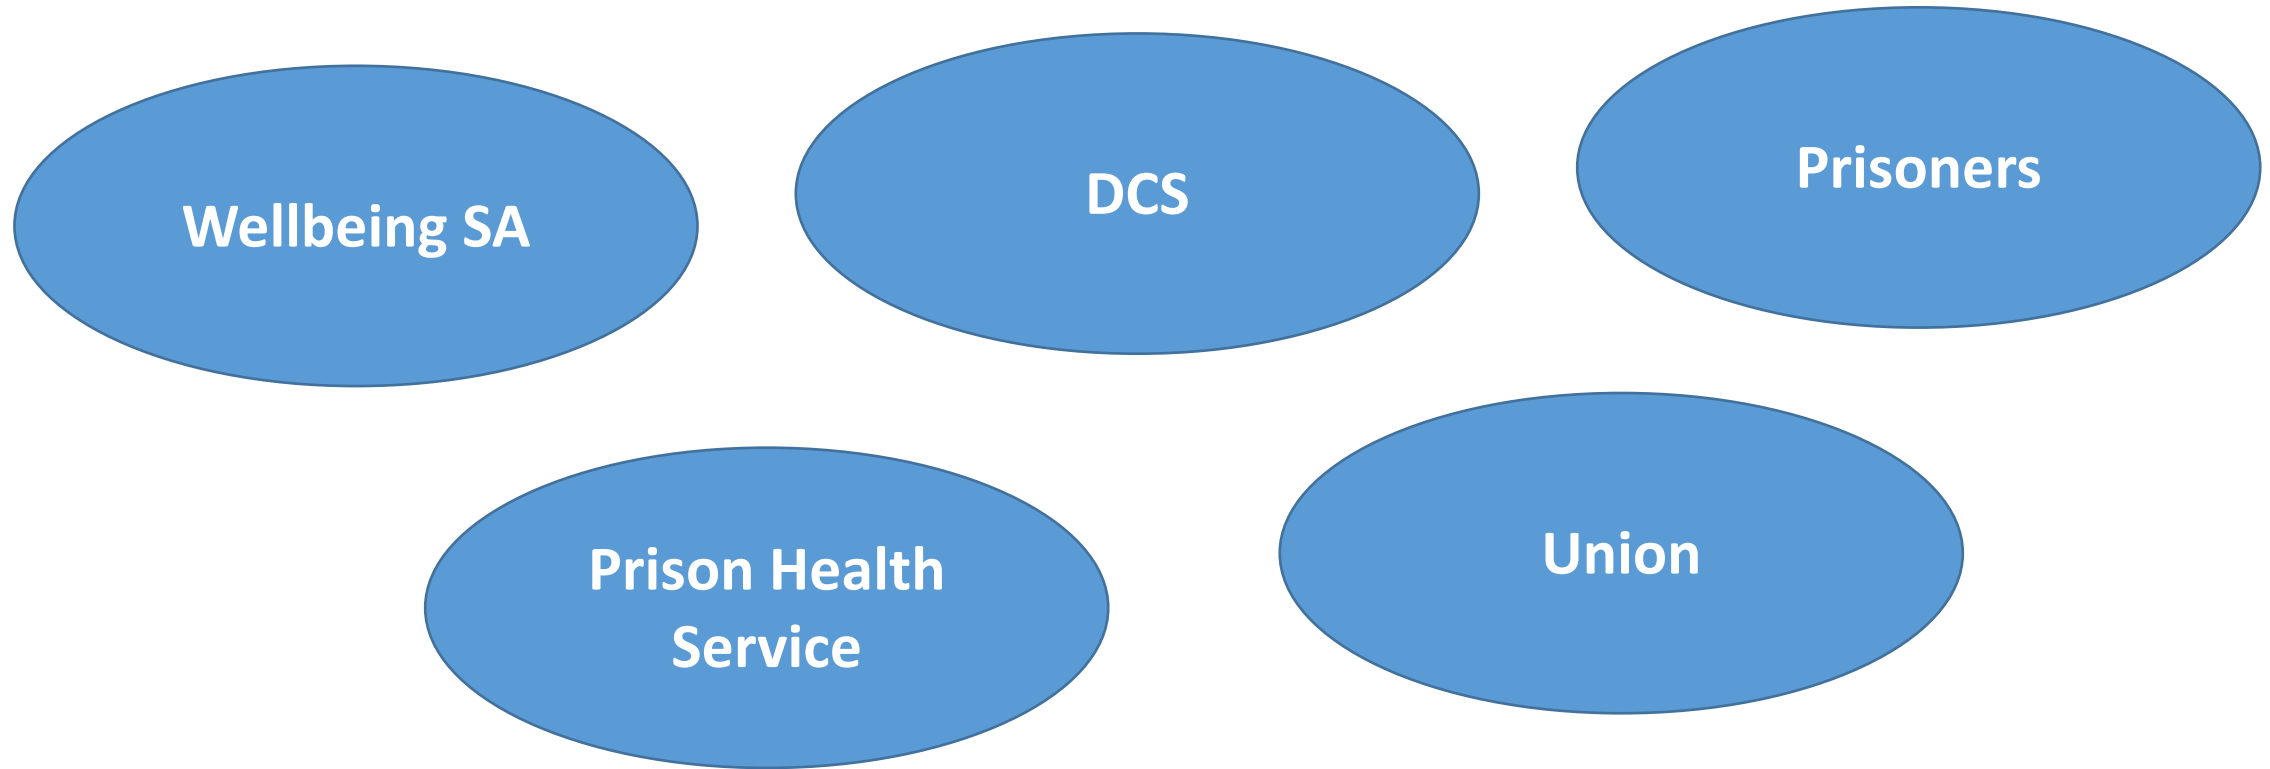 Wellbeing SA
DCS
Prisoners
Prison Health
Service
Union